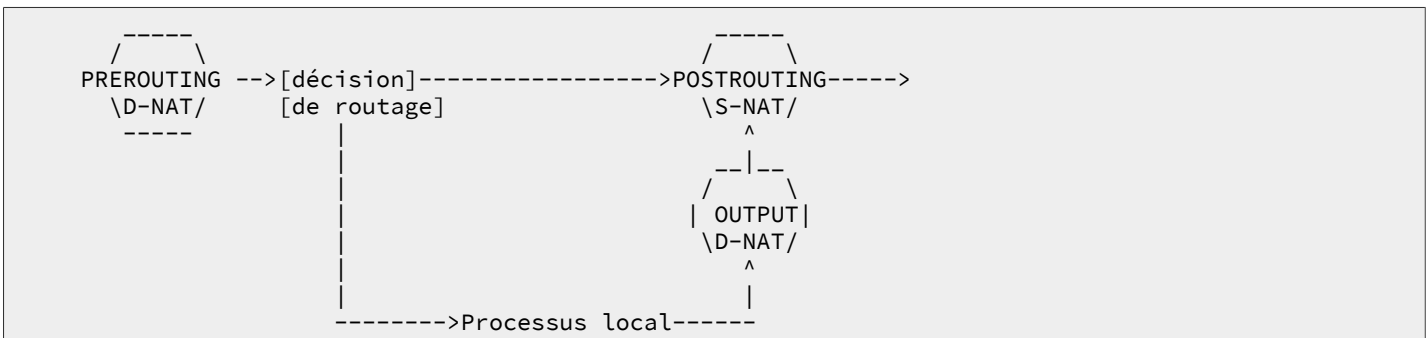 PREROUTING -->[décision]----------------->POSTROUTING----->
\D-NAT/ [de routage] \S-NAT/
| OUTPUT|
\D-NAT/
-------->Processus local------